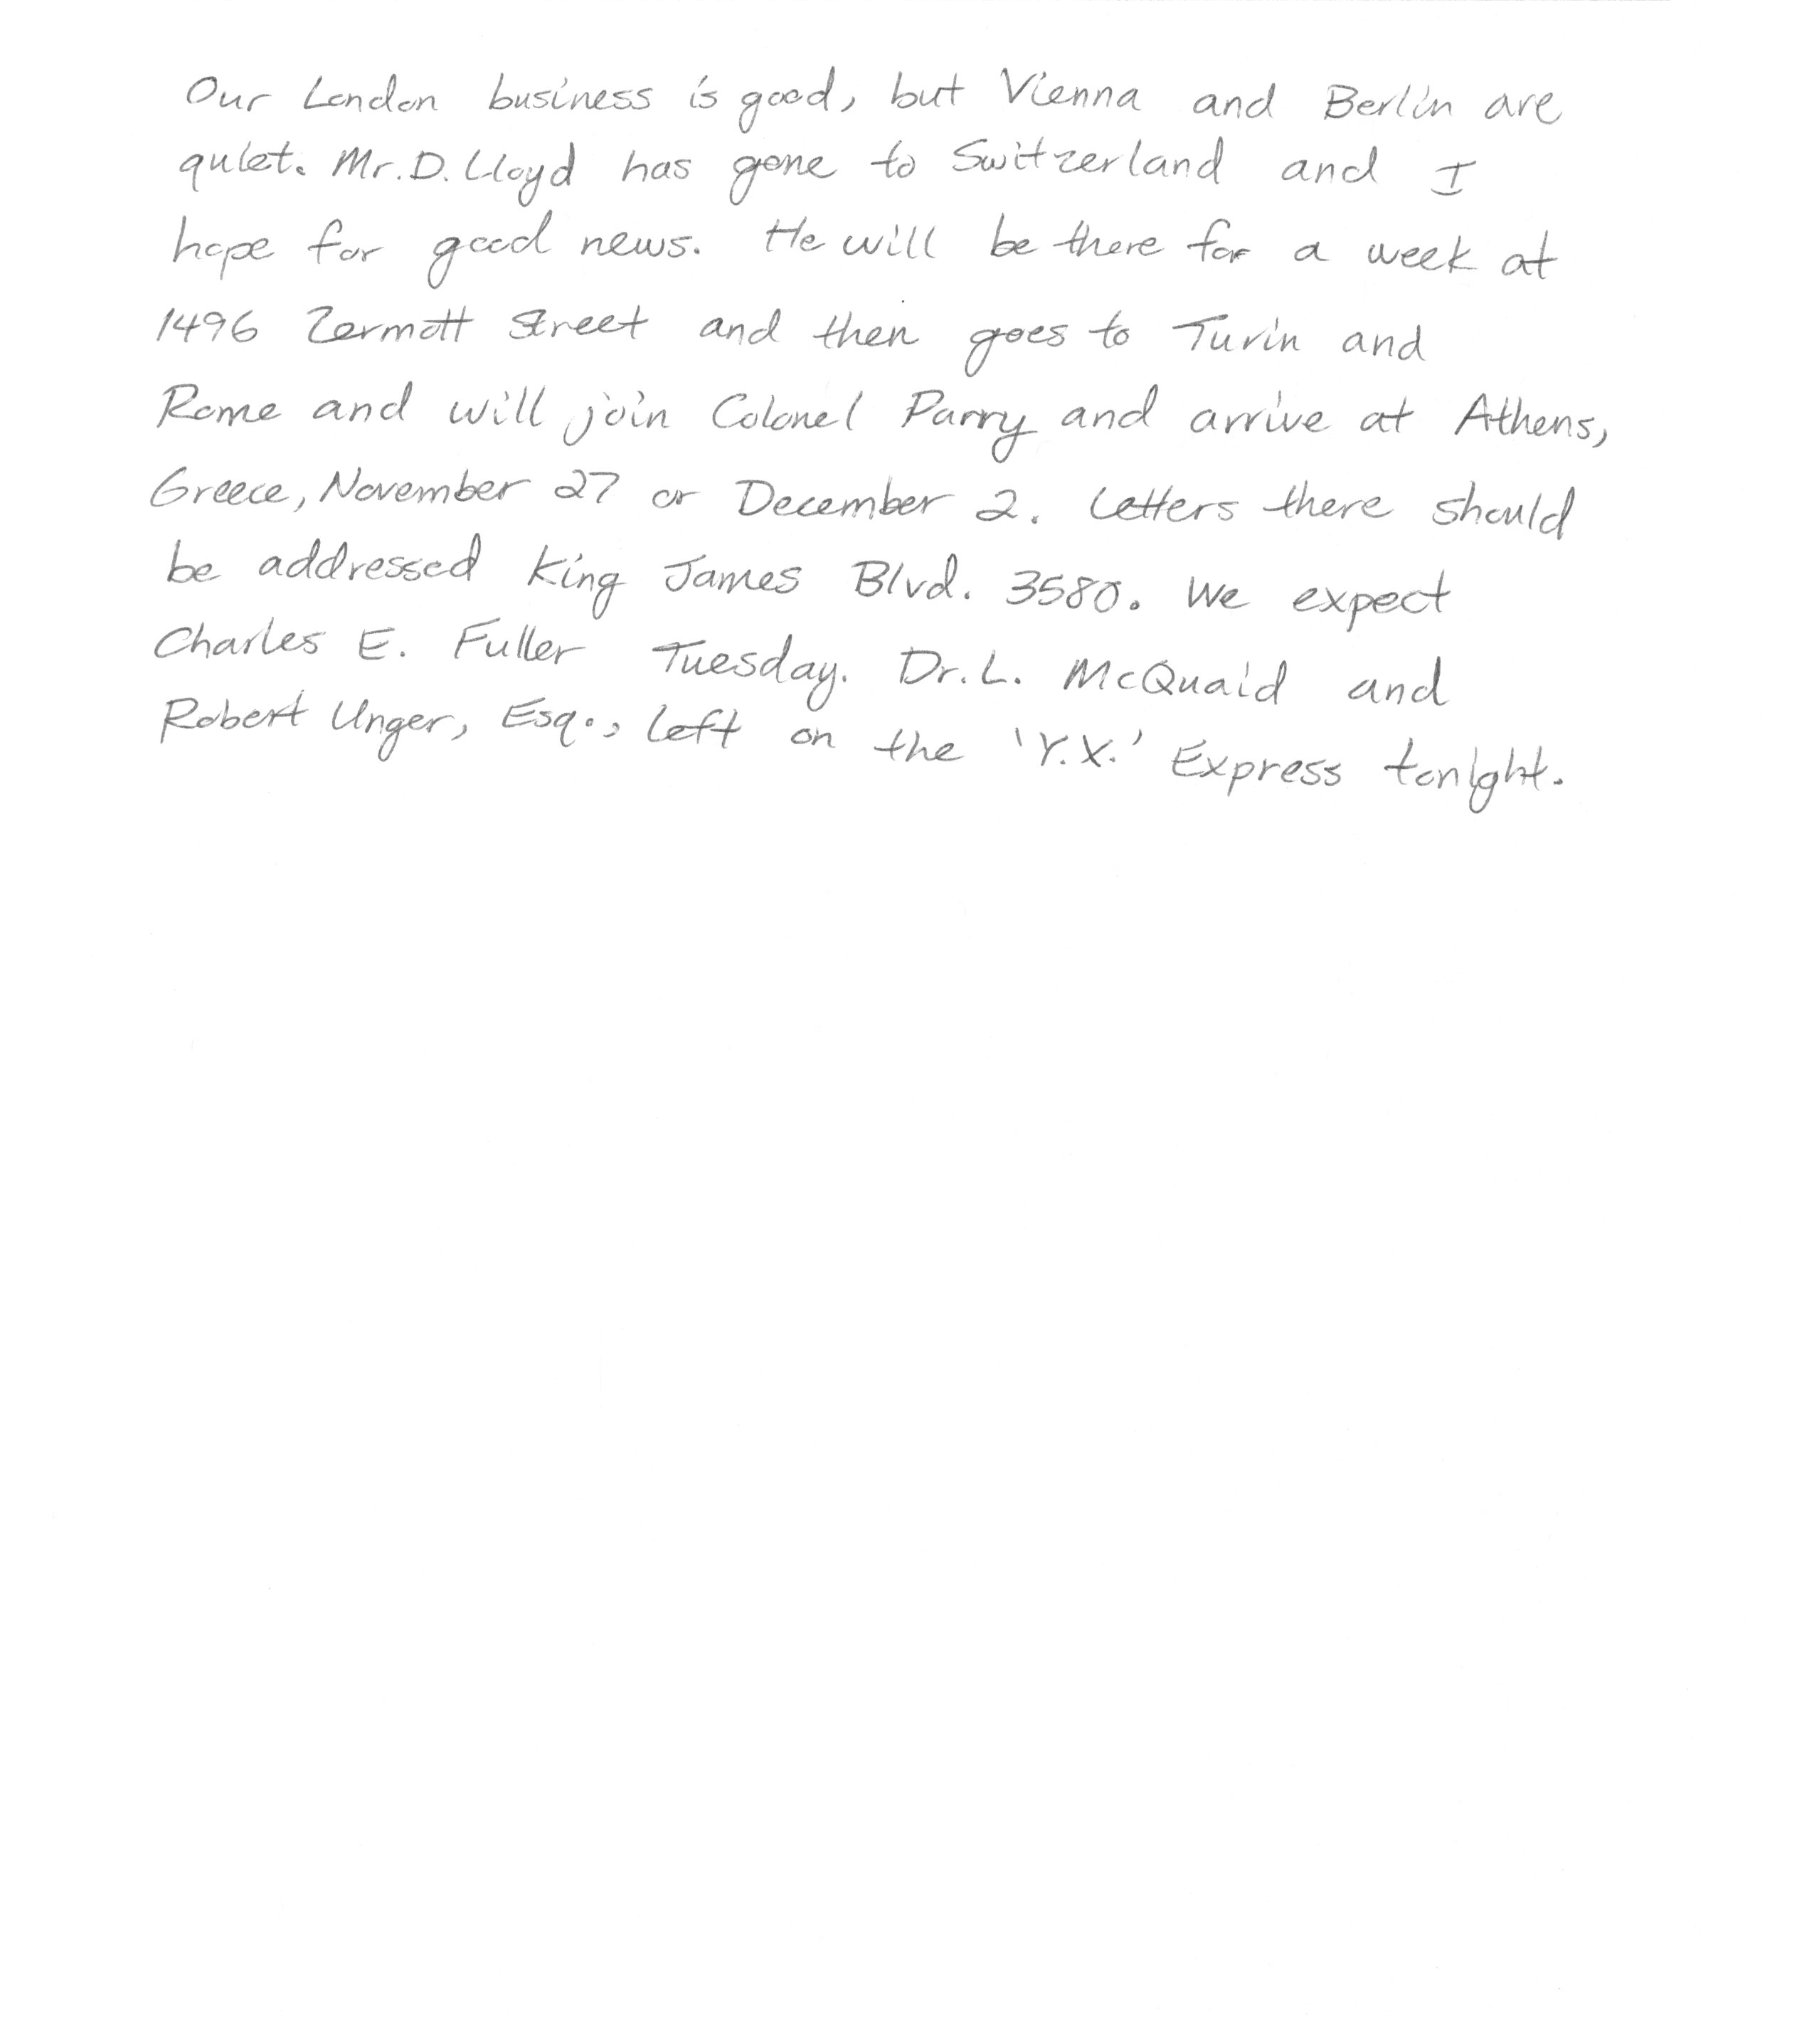 Our London business is good, but Vienna and Berlin are
quiet. Mr. D. Lloyd has gone to Switzerland and I
hope for good news. He will be there for a week at
1496 Zermott Street and then goes to Turin and
Rome and will join Colonel Parry and arrive at Athens,
Greece, November 27 or December 2. Letters there should
be addressed King James Blvd. 3580. We expect
Charles E. Fuller Tuesday. Dr. L. McQuaid and
Robert Unger, Esq., left on the 'Y.X.' Express tonight.